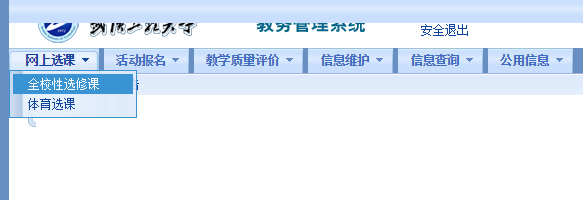 教务管理系统
安全退出
网上选课 活动报名 教学质量评价 信息维护 信息查询 公用信息
全校性选修课
体育选课